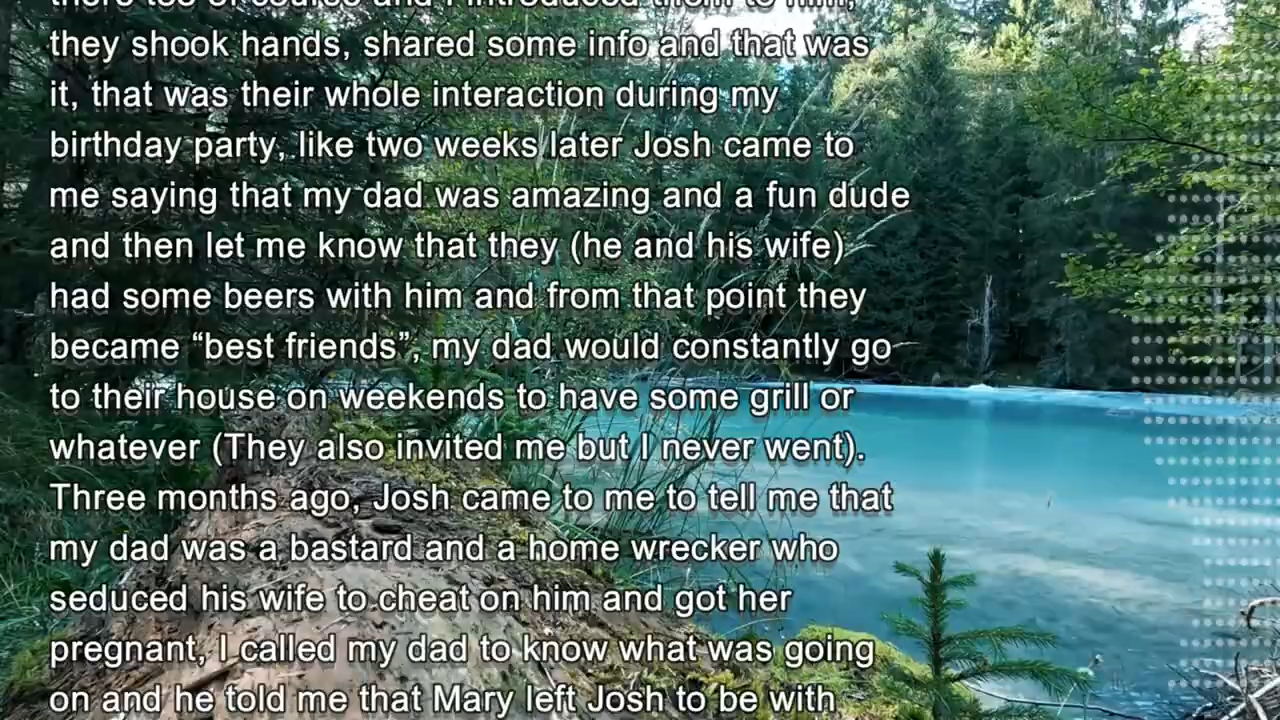 there too of course and I introduced them to him,
they shook hands, shared some info and that was
it, that was their whole interaction during my
birthday party, like two weeks later Josh came to
me saying that my dad was amazing and a fun dude
and then let me know that they (he and his wife)
had some beers with him and from that point they
became “best friends”, my dad would constantly go
to their house on weekends to have some grill or
whatever (They also invited me but I never went).
Three months ago, Josh came to me to tell me that
my dad was a bastard and a home wrecker who
seduced his wife to cheat on him and got her
pregnant, I called my dad to know what was going
on and he told me that Mary left Josh to be with